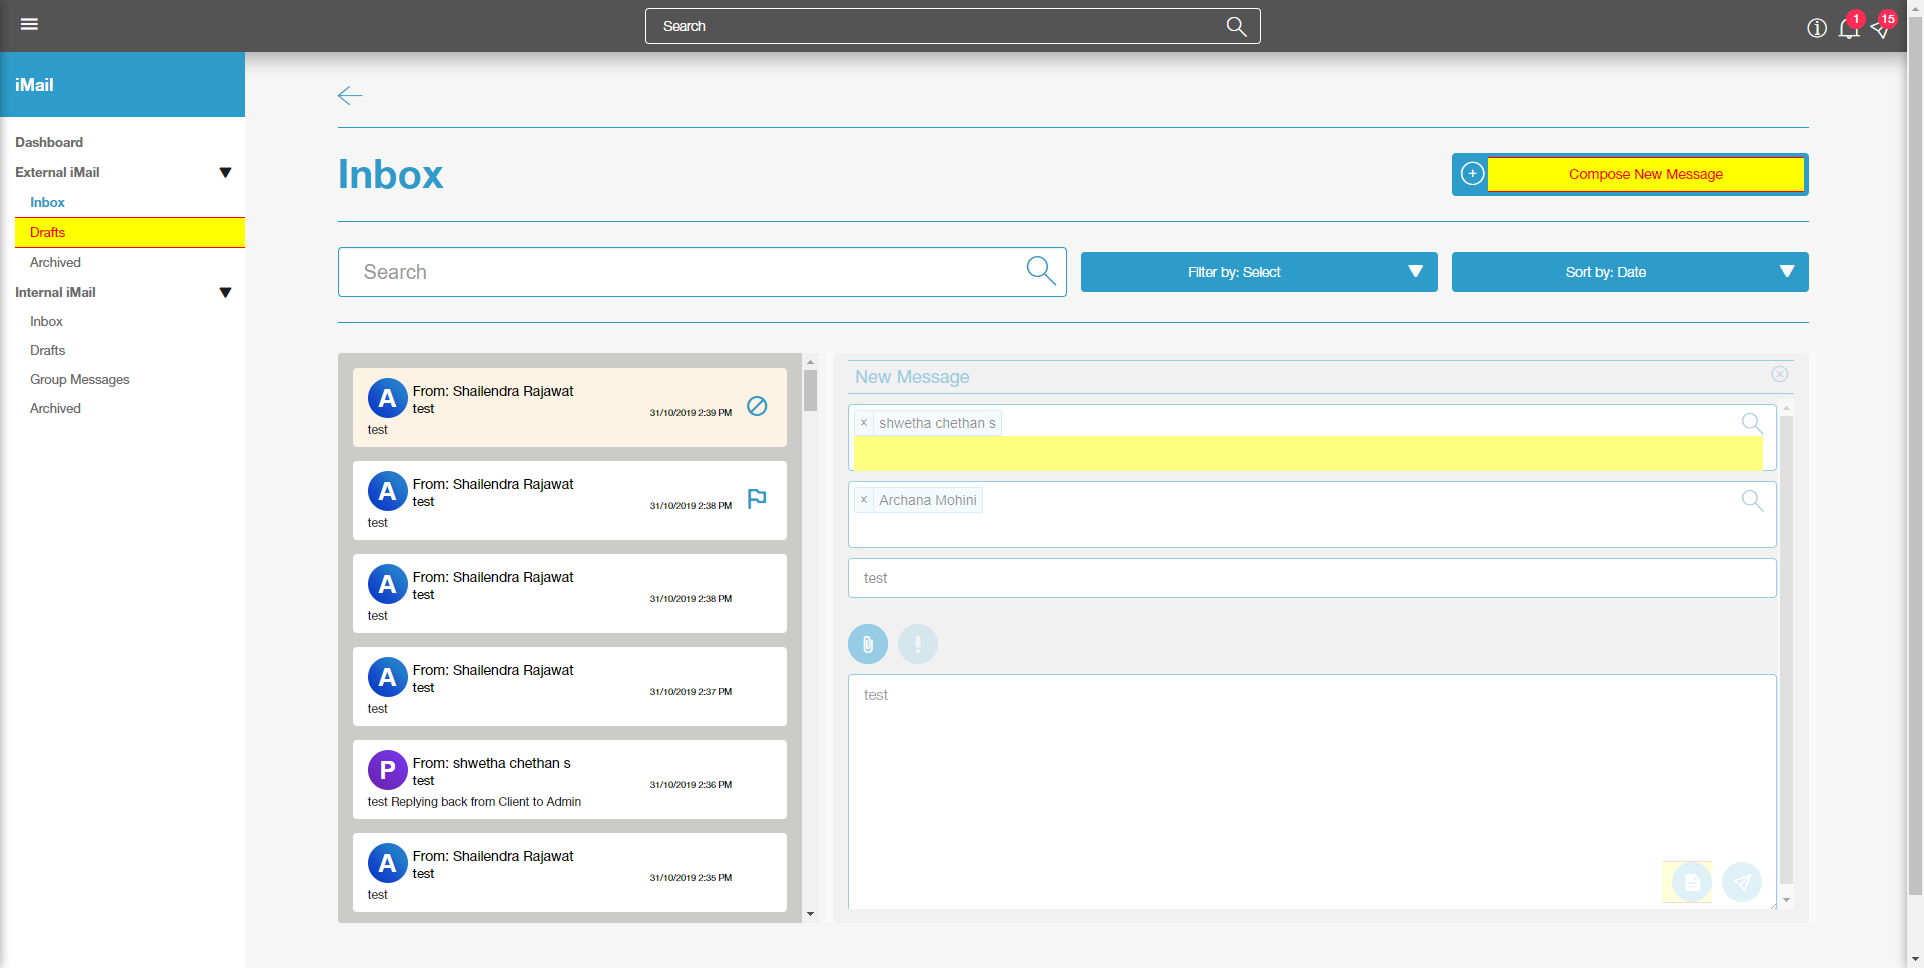 Search
1
15
iMail
Dashboard
External iMail
Inbox
Drafts
Archived
Internal iMail
Inbox
Drafts
Group Messages
Archived
Inbox
Compose New Message
Search
Filter by: Select
Sort by: Date
A
From: Shailendra Rajawat
test
31/10/2019 2:39 PM
test
A
From: Shailendra Rajawat
test
31/10/2019 2:38 PM
test
A
From: Shailendra Rajawat
test
31/10/2019 2:38 PM
test
A
From: Shailendra Rajawat
test
31/10/2019 2:37 PM
test
P
From: shwetha chethan s
test
31/10/2019 2:36 PM
test Replying back from Client to Admin
A
From: Shailendra Rajawat
test
31/10/2019 2:35 PM
test
New Message
× shwetha chethan s
× Archana Mohini
test
test